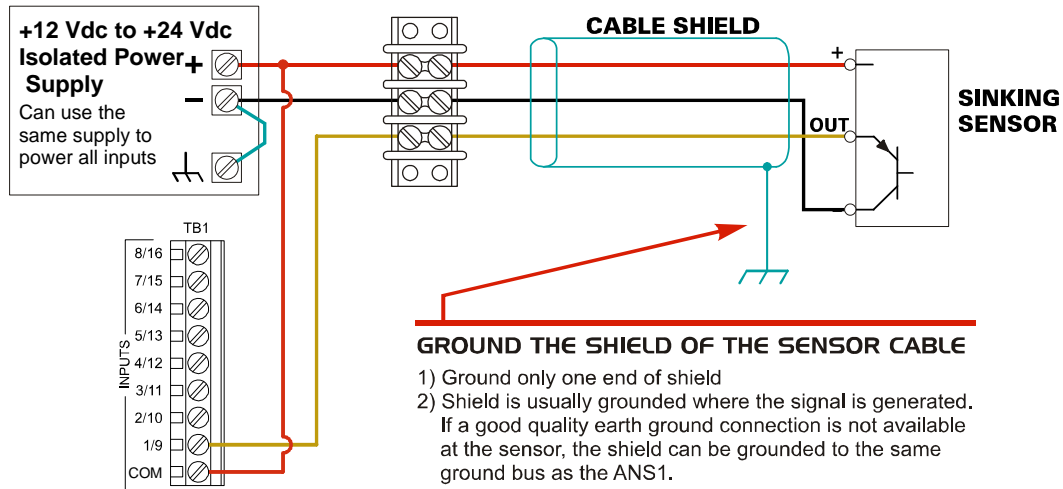 +12 Vdc to +24 Vdc
Isolated Power
Supply
Can use the
same supply to
power all inputs
+
–
CABLE SHIELD
+
OUT
–
SINKING
SENSOR
TB1
INPUTS
8/16
7/15
6/14
5/13
4/12
3/11
2/10
1/9
COM
GROUND THE SHIELD OF THE SENSOR CABLE
1) Ground only one end of shield
2) Shield is usually grounded where the signal is generated.
If a good quality earth ground connection is not available
at the sensor, the shield can be grounded to the same
ground bus as the ANS1.